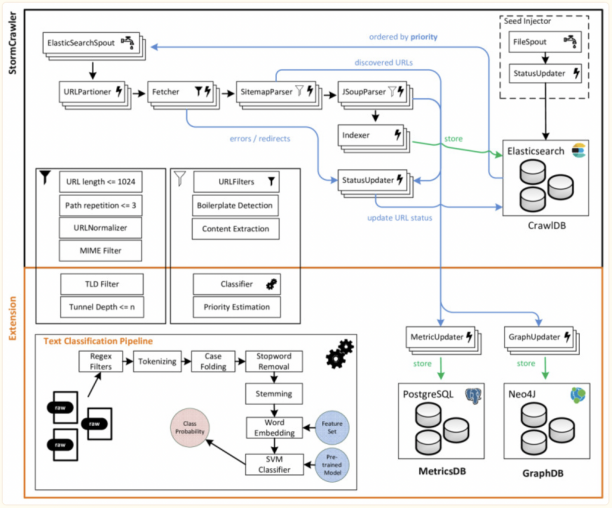 StormCrawler
Seed Injector
FileSpout
StatusUpdater
ElasticSearchSpout
ordered by priority
discovered URLs
URLPartioner
Fetcher
SitemapParser
JSoupParser
Indexer
store
Elasticsearch
CrawlDB
errors / redirects
StatusUpdater
update URL status
URL length <= 1024
Path repetition <= 3
URLNormalizer
MIME Filter
TLD Filter
Tunnel Depth <= n
URLFilters
Boilerplate Detection
Content Extraction
Classifier
Priority Estimation
Extension
Text Classification Pipeline
Regex
Filters
Tokenizing
Case
Folding
Stopword
Removal
Stemming
Word
Embedding
Feature
Set
SVM
Classifier
Pre-
trained
Model
Class
Probability
raw
raw
raw
MetricUpdater
GraphUpdater
store
store
PostgreSQL
Neo4J
MetricsDB
GraphDB